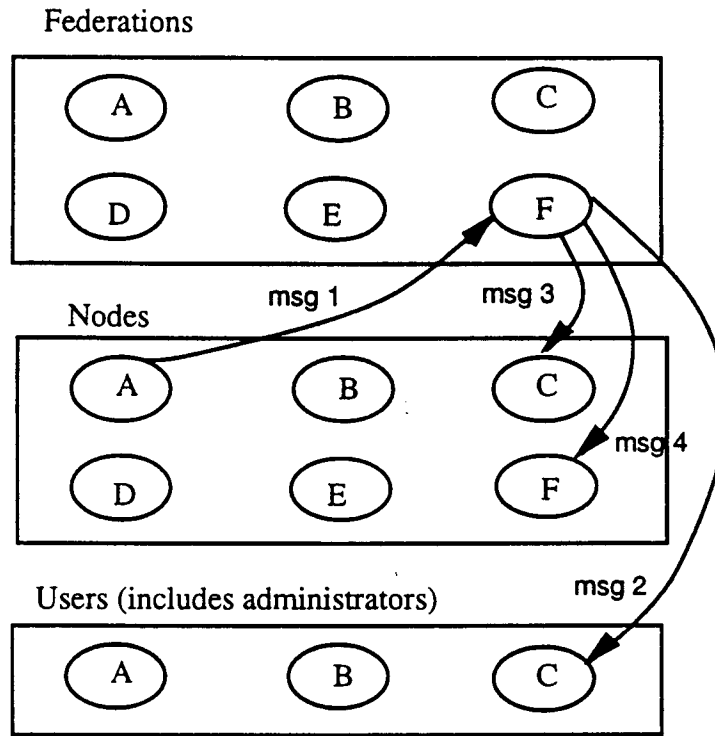 Federations
A B C
D E F
msg 1 msg 3
Nodes
A B C
msg 4
D E F
msg 2
Users (includes administrators)
A B C